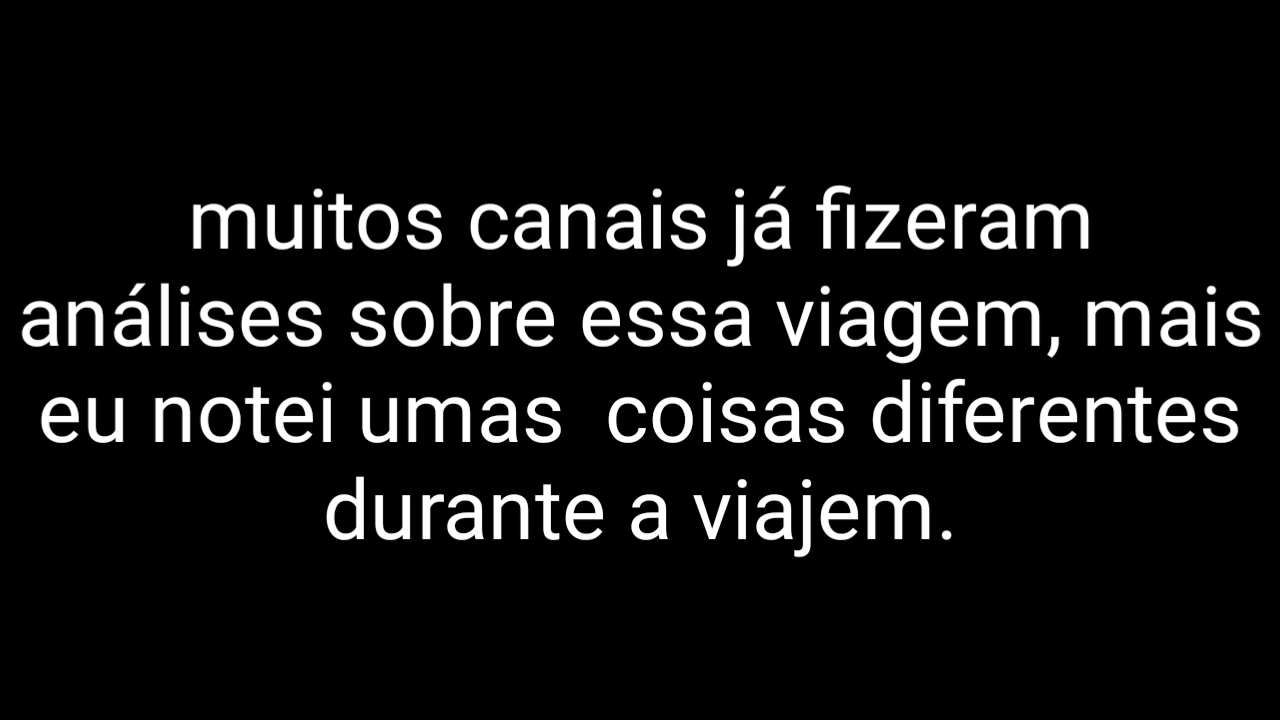 muitos canais já fizeram
análises sobre essa viagem, mais
eu notei umas  coisas diferentes
durante a viajem.